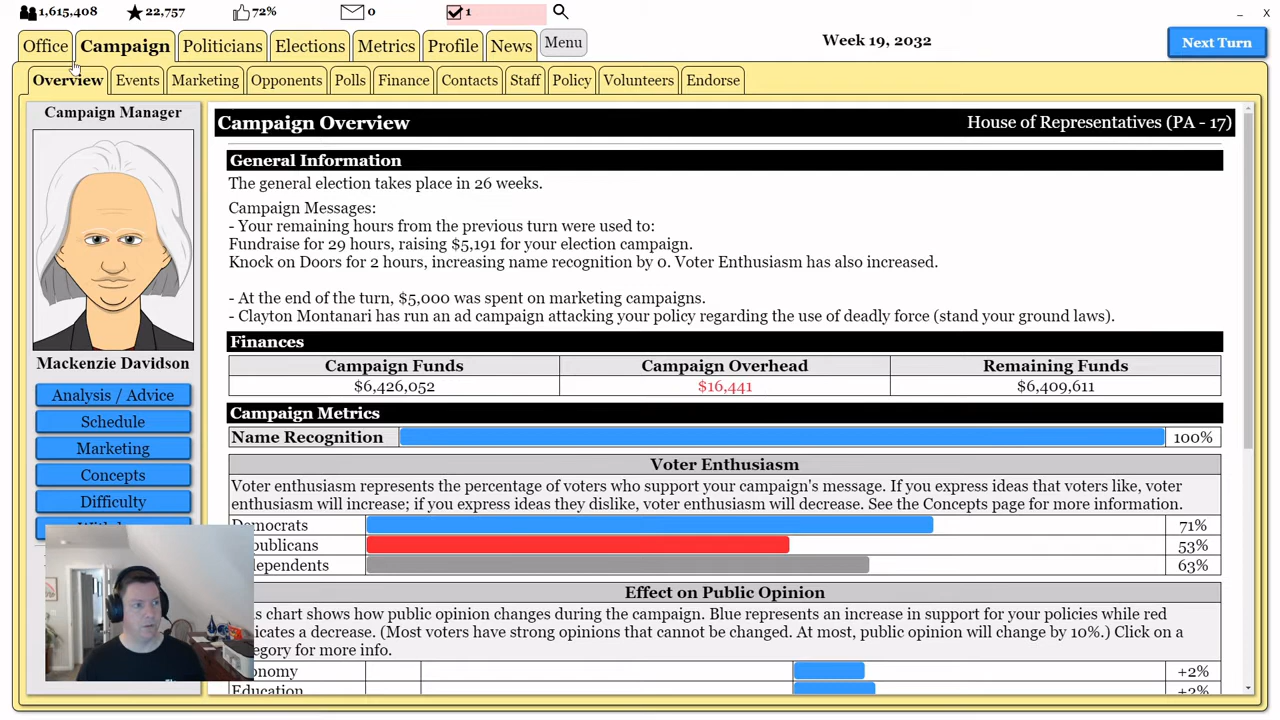 1,615,408 22,757 72% 0 1
Office Campaign Politicians Elections Metrics Profile News Menu Week 19, 2032 _ X Next Turn
Overview Events Marketing Opponents Polls Finance Contacts Staff Policy Volunteers Endorse
Campaign Manager
Mackenzie Davidson
Analysis / Advice
Schedule
Marketing
Concepts
Difficulty
Campaign Overview House of Representatives (PA - 17)
General Information
The general election takes place in 26 weeks.
Campaign Messages:
- Your remaining hours from the previous turn were used to:
Fundraise for 29 hours, raising $5,191 for your election campaign.
Knock on Doors for 2 hours, increasing name recognition by 0. Voter Enthusiasm has also increased.
- At the end of the turn, $5,000 was spent on marketing campaigns.
- Clayton Montanari has run an ad campaign attacking your policy regarding the use of deadly force (stand your ground laws).
Finances
Campaign Funds Campaign Overhead Remaining Funds
$6,426,052 $16,441 $6,409,611
Campaign Metrics
Name Recognition 100%
Voter Enthusiasm
Voter enthusiasm represents the percentage of voters who support your campaign's message. If you express ideas that voters like, voter
enthusiasm will increase; if you express ideas they dislike, voter enthusiasm will decrease. See the Concepts page for more information.
Democrats 71%
publicans 53%
ependents 63%
Effect on Public Opinion
s chart shows how public opinion changes during the campaign. Blue represents an increase in support for your policies while red
icates a decrease. (Most voters have strong opinions that cannot be changed. At most, public opinion will change by 10%.) Click on a
egory for more info.
onomy +2%
Education +2%